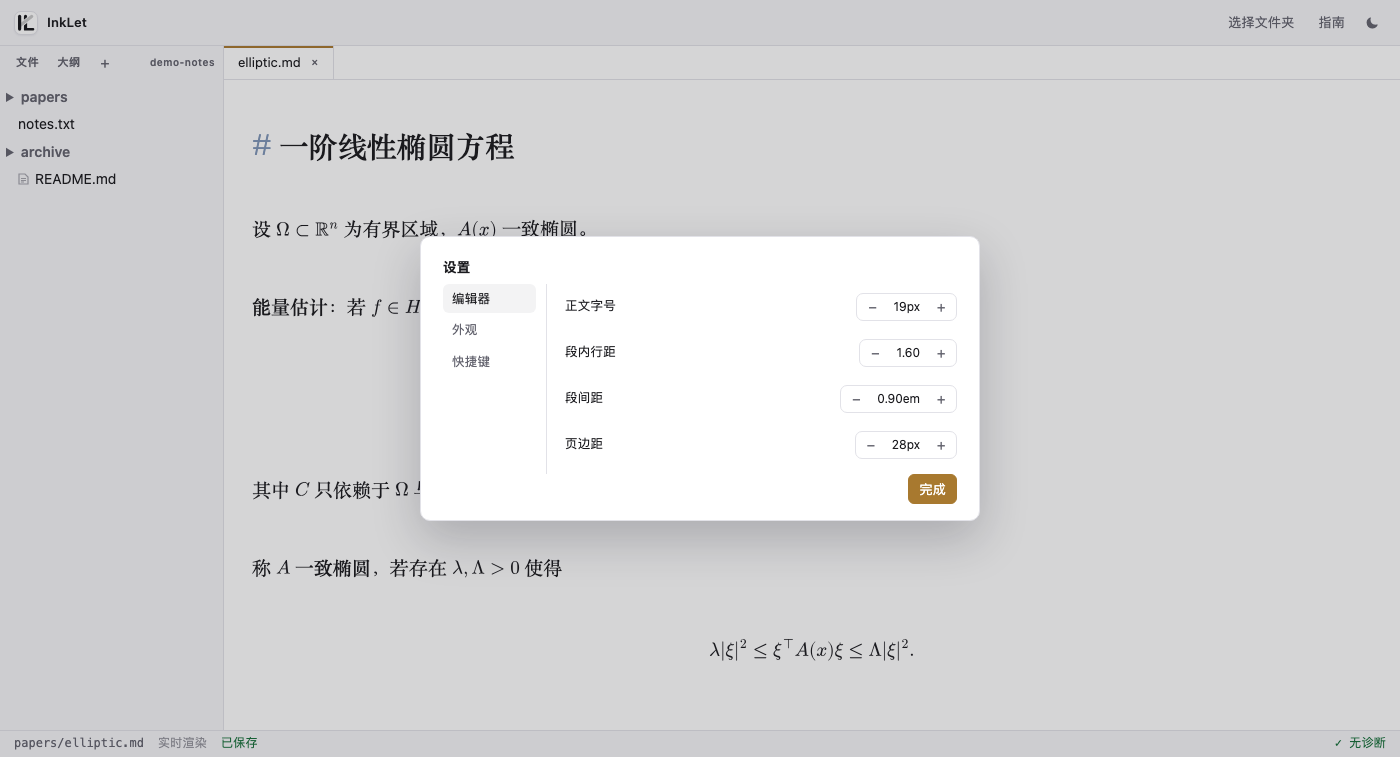 InkLet
选择文件夹 指南
文件 大纲 + demo-notes
elliptic.md ×
papers
notes.txt
archive
README.md
# 一阶线性椭圆方程
设 Ω ⊂ ℝⁿ 为有界区域，A(x) 一致椭圆。
能量估计：若 f ∈ H
其中 C 只依赖于 Ω
称 A 一致椭圆，若存在 λ, Λ > 0 使得
λ|ξ|² ≤ ξ^⊤A(x)ξ ≤ Λ|ξ|².
设置
编辑器
外观
快捷键
正文字号 − 19px +
段内行距 − 1.60 +
段间距 − 0.90em +
页边距 − 28px +
完成
papers/elliptic.md 实时渲染 已保存
✓ 无诊断